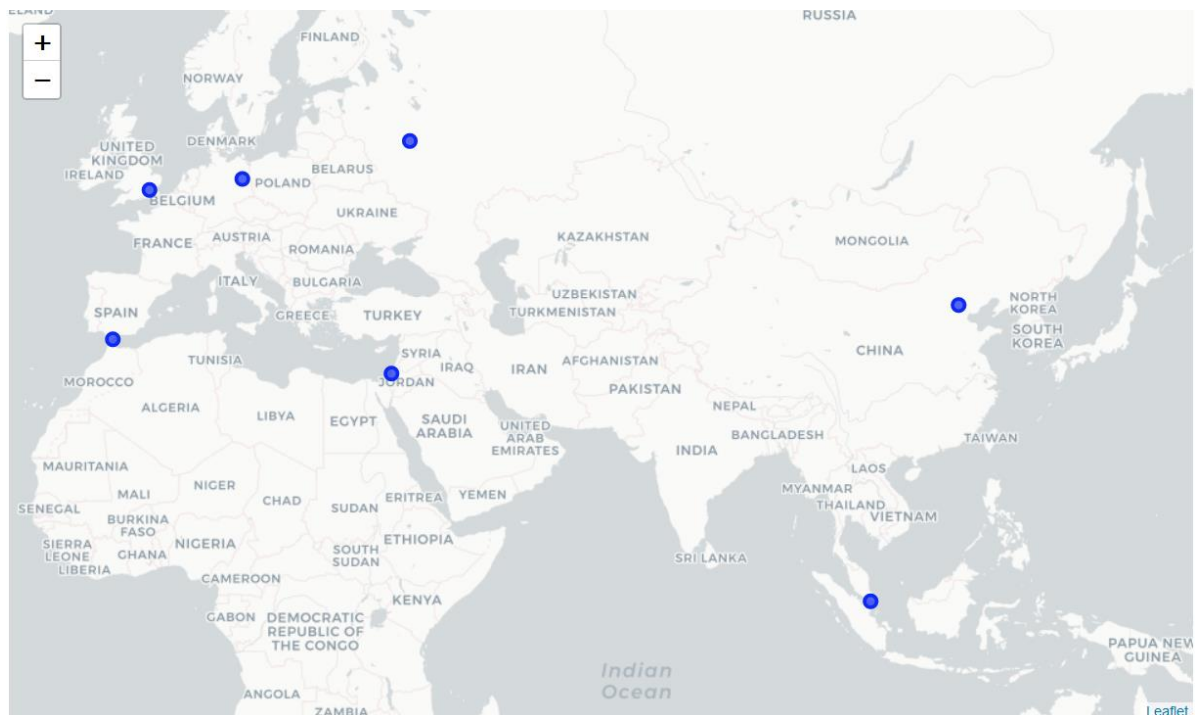 ELAND
RUSSIA
+
−
FINLAND
NORWAY
DENMARK
UNITED
KINGDOM
IRELAND
BELARUS
POLAND
BELGIUM
UKRAINE
FRANCE
AUSTRIA
ROMANIA
KAZAKHSTAN
MONGOLIA
ITALY
BULGARIA
SPAIN
GREECE
TURKEY
UZBEKISTAN
TURKMENISTAN
NORTH
KOREA
SOUTH
KOREA
CHINA
TUNISIA
SYRIA
IRAQ
IRAN
AFGHANISTAN
MOROCCO
JORDAN
PAKISTAN
ALGERIA
LIBYA
EGYPT
SAUDI
ARABIA
UNITED
ARAB
EMIRATES
NEPAL
BANGLADESH
INDIA
TAIWAN
MAURITANIA
MALI
NIGER
CHAD
SUDAN
ERITREA
YEMEN
LAOS
MYANMAR
THAILAND
VIETNAM
SENEGAL
BURKINA
FASO
SIERRA
LEONE
GHANA
NIGERIA
LIBERIA
SOUTH
SUDAN
ETHIOPIA
SRI LANKA
CAMEROON
GABON
DEMOCRATIC
REPUBLIC OF
THE CONGO
KENYA
PAPUA NEW
GUINEA
Indian
Ocean
ANGOLA
ZAMBIA
Leaflet